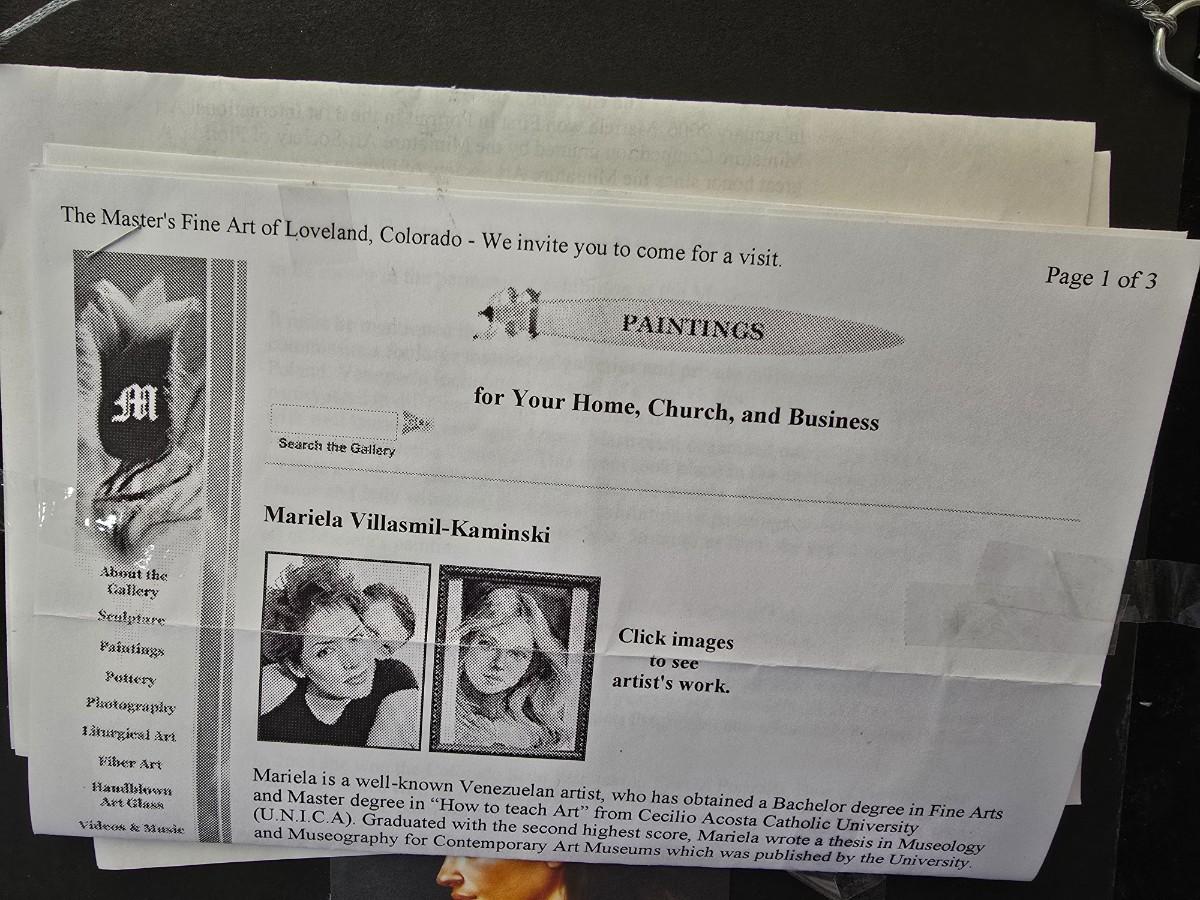 The Master's Fine Art of Loveland, Colorado - We invite you to come for a visit.
Page 1 of 3
M PAINTINGS
for Your Home, Church, and Business
Search the Gallery
M
About the
Gallery
Sculpture
Paintings
Pottery
Photography
Liturgical Art
Fiber Art
Handblown
Art Glass
Videos & Music
Mariela Villasmil-Kaminski
Click images
to see
artist's work.
Mariela is a well-known Venezuelan artist, who has obtained a Bachelor degree in Fine Arts
and Master degree in “How to teach Art” from Cecilio Acosta Catholic University
(U.N.I.C.A). Graduated with the second highest score, Mariela wrote a thesis in Museology
and Museography for Contemporary Art Museums which was published by the University.